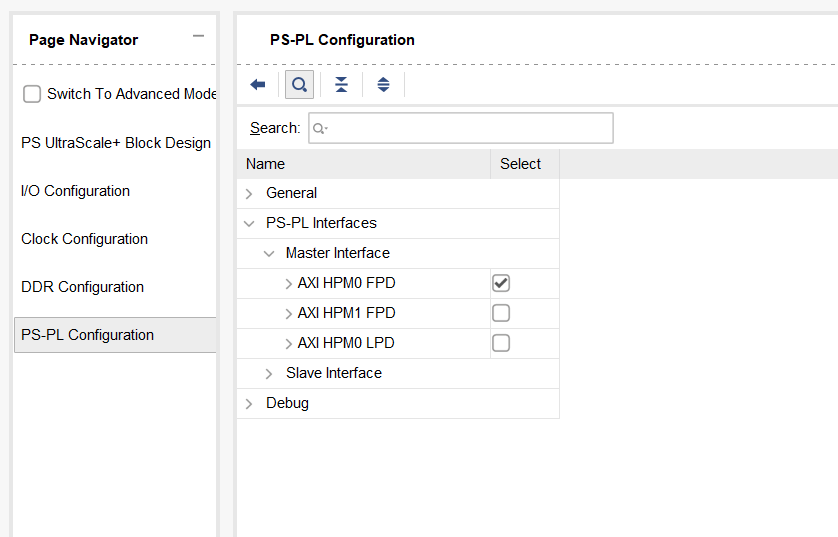 Page Navigator
Switch To Advanced Mode
PS UltraScale+ Block Design
I/O Configuration
Clock Configuration
DDR Configuration
PS-PL Configuration
PS-PL Configuration
Search:
Name Select
General
PS-PL Interfaces
Master Interface
AXI HPM0 FPD
AXI HPM1 FPD
AXI HPM0 LPD
Slave Interface
Debug